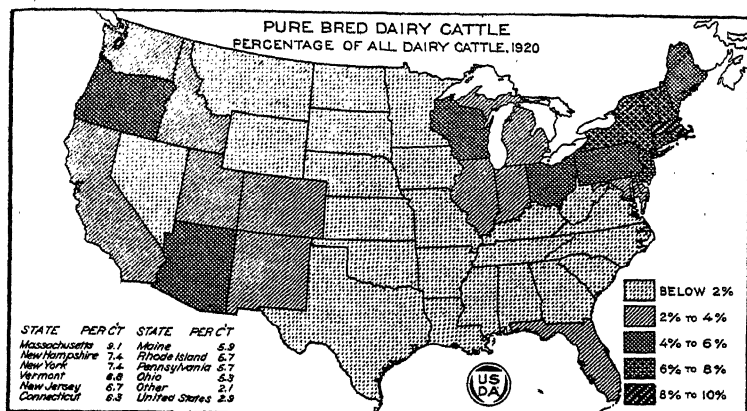 PURE BRED DAIRY CATTLE
PERCENTAGE OF ALL DAIRY CATTLE, 1920
STATE PER C'T STATE PER C'T
Massachusetts 9.1 Maine 5.9
New Hampshire 7.4 Rhode Island 5.7
New York 7.4 Pennsylvania 5.7
Vermont 6.8 Ohio 5.3
New Jersey 6.7 Other 2.1
Connecticut 6.3 United States 2.9
US
DA
BELOW 2%
2% TO 4%
4% TO 6%
6% TO 8%
8% TO 10%